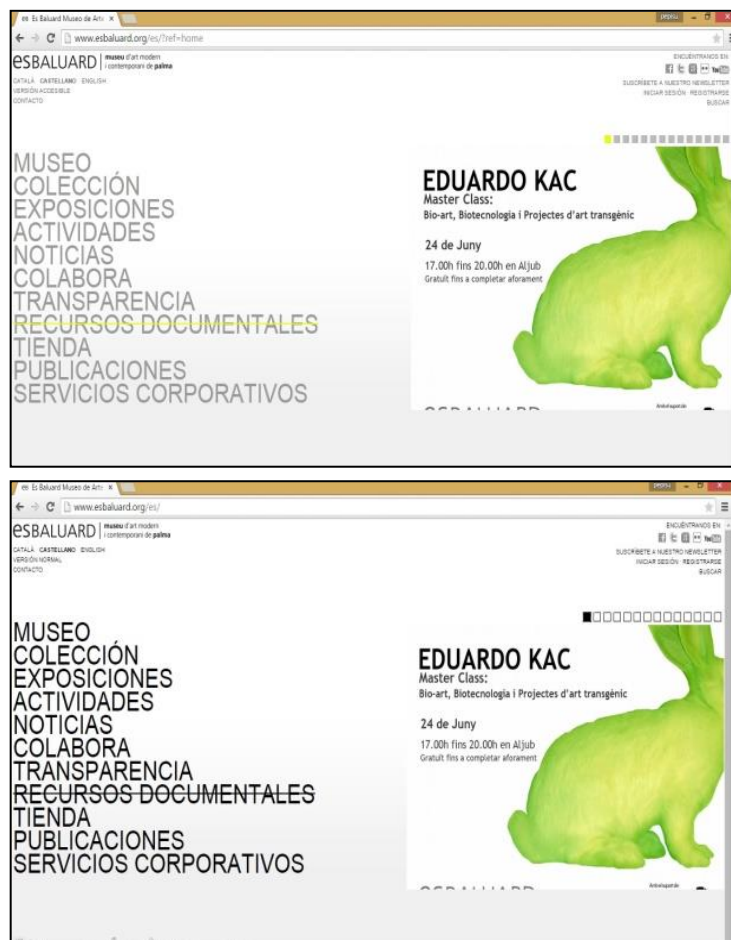 Es Baluard Museo de Arte
www.esbaluard.org/es/?ref=home
esBALUARD
museu d'art modern
i contemporani de palma
CATALÀ CASTELLANO ENGLISH
VERSIÓN ACCESIBLE
CONTACTO
ENCUÉNTRANOS EN:
SUSCRÍBETE A NUESTRO NEWSLETTER
INICIAR SESIÓN REGISTRARSE
BUSCAR
MUSEO
COLECCIÓN
EXPOSICIONES
ACTIVIDADES
NOTICIAS
COLABORA
TRANSPARENCIA
RECURSOS DOCUMENTALES
TIENDA
PUBLICACIONES
SERVICIOS CORPORATIVOS
EDUARDO KAC
Master Class:
Bio-art, Biotecnologia i Projectes d'art transgènic
24 de Juny
17.00h fins 20.00h en Aljub
Gratuït fins a completar aforament
ESBALUARD
Es Baluard Museo de Arte
www.esbaluard.org/es/
esBALUARD
museu d'art modern
i contemporani de palma
CATALÀ CASTELLANO ENGLISH
VERSIÓN NORMAL
CONTACTO
ENCUÉNTRANOS EN:
SUSCRÍBETE A NUESTRO NEWSLETTER
INICIAR SESIÓN REGISTRARSE
BUSCAR
MUSEO
COLECCIÓN
EXPOSICIONES
ACTIVIDADES
NOTICIAS
COLABORA
TRANSPARENCIA
RECURSOS DOCUMENTALES
TIENDA
PUBLICACIONES
SERVICIOS CORPORATIVOS
EDUARDO KAC
Master Class:
Bio-art, Biotecnologia i Projectes d'art transgènic
24 de Juny
17.00h fins 20.00h en Aljub
Gratuït fins a completar aforament
ESBALUARD